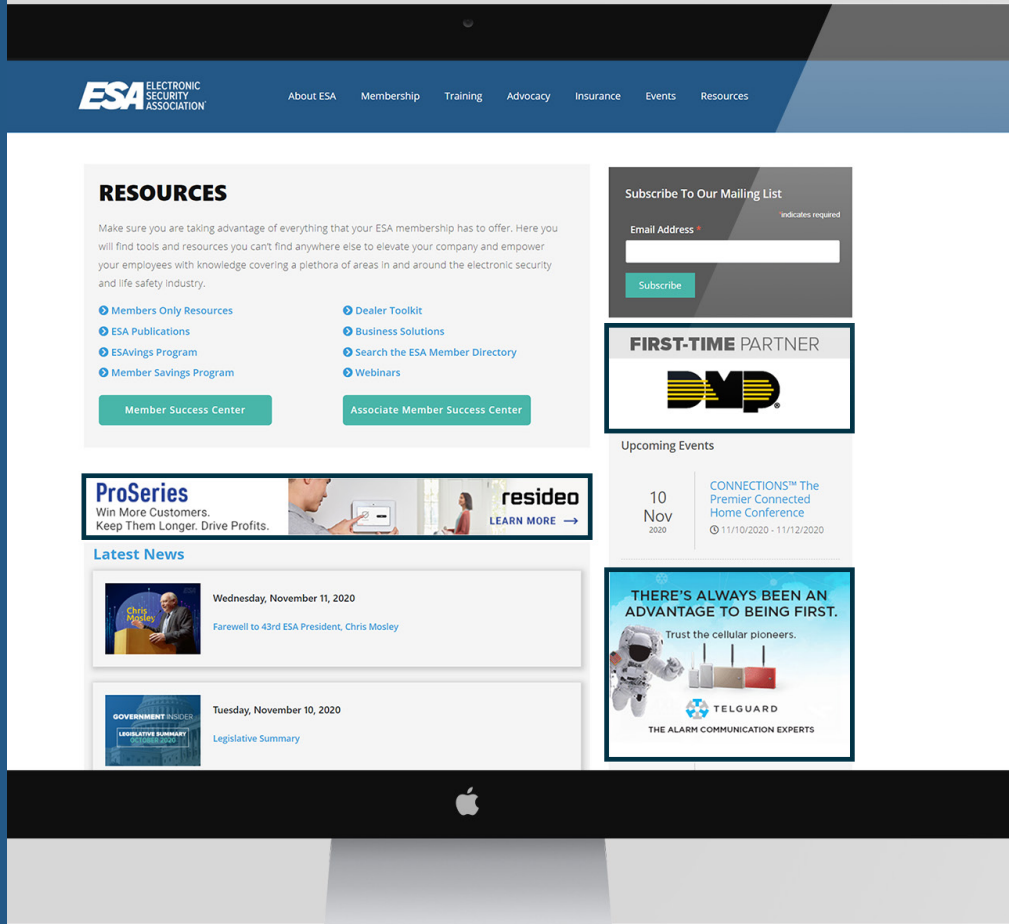 ESA ELECTRONIC
SECURITY
ASSOCIATION
About ESA Membership Training Advocacy Insurance Events Resources
RESOURCES
Make sure you are taking advantage of everything that your ESA membership has to offer. Here you
will find tools and resources you can't find anywhere else to elevate your company and empower
your employees with knowledge covering a plethora of areas in and around the electronic security
and life safety industry.
Members Only Resources
ESA Publications
ESAvings Program
Member Savings Program
Dealer Toolkit
Business Solutions
Search the ESA Member Directory
Webinars
Member Success Center
Associate Member Success Center
Subscribe To Our Mailing List
*indicates required
Email Address *
Subscribe
FIRST-TIME PARTNER
DMP®
Upcoming Events
10
Nov
2020
CONNECTIONS™ The
Premier Connected
Home Conference
11/10/2020 - 11/12/2020
ProSeries
Win More Customers.
Keep Them Longer. Drive Profits.
resideo
LEARN MORE →
Latest News
Chris
Mosley
Wednesday, November 11, 2020
Farewell to 43rd ESA President, Chris Mosley
GOVERNMENT INSIDER
LEGISLATIVE SUMMARY
OCTOBER 2020
Tuesday, November 10, 2020
Legislative Summary
THERE'S ALWAYS BEEN AN
ADVANTAGE TO BEING FIRST.
Trust the cellular pioneers.
TELGUARD
THE ALARM COMMUNICATION EXPERTS